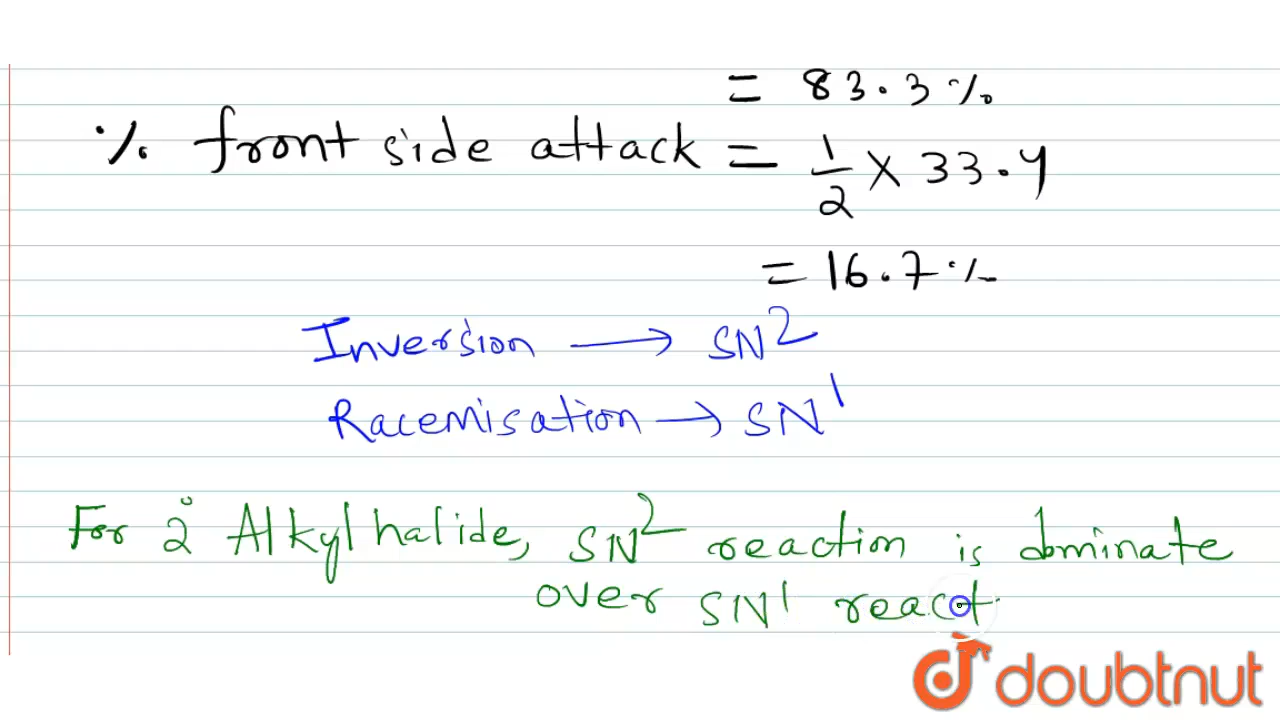 = 83.3 %
% front side attack = 1/2 × 33.4
= 16.7 %
Inversion → SN2
Racemisation → SN1
For 2° Alkyl halide, SN2 reaction is dominate
over SN1 react
doubtnut